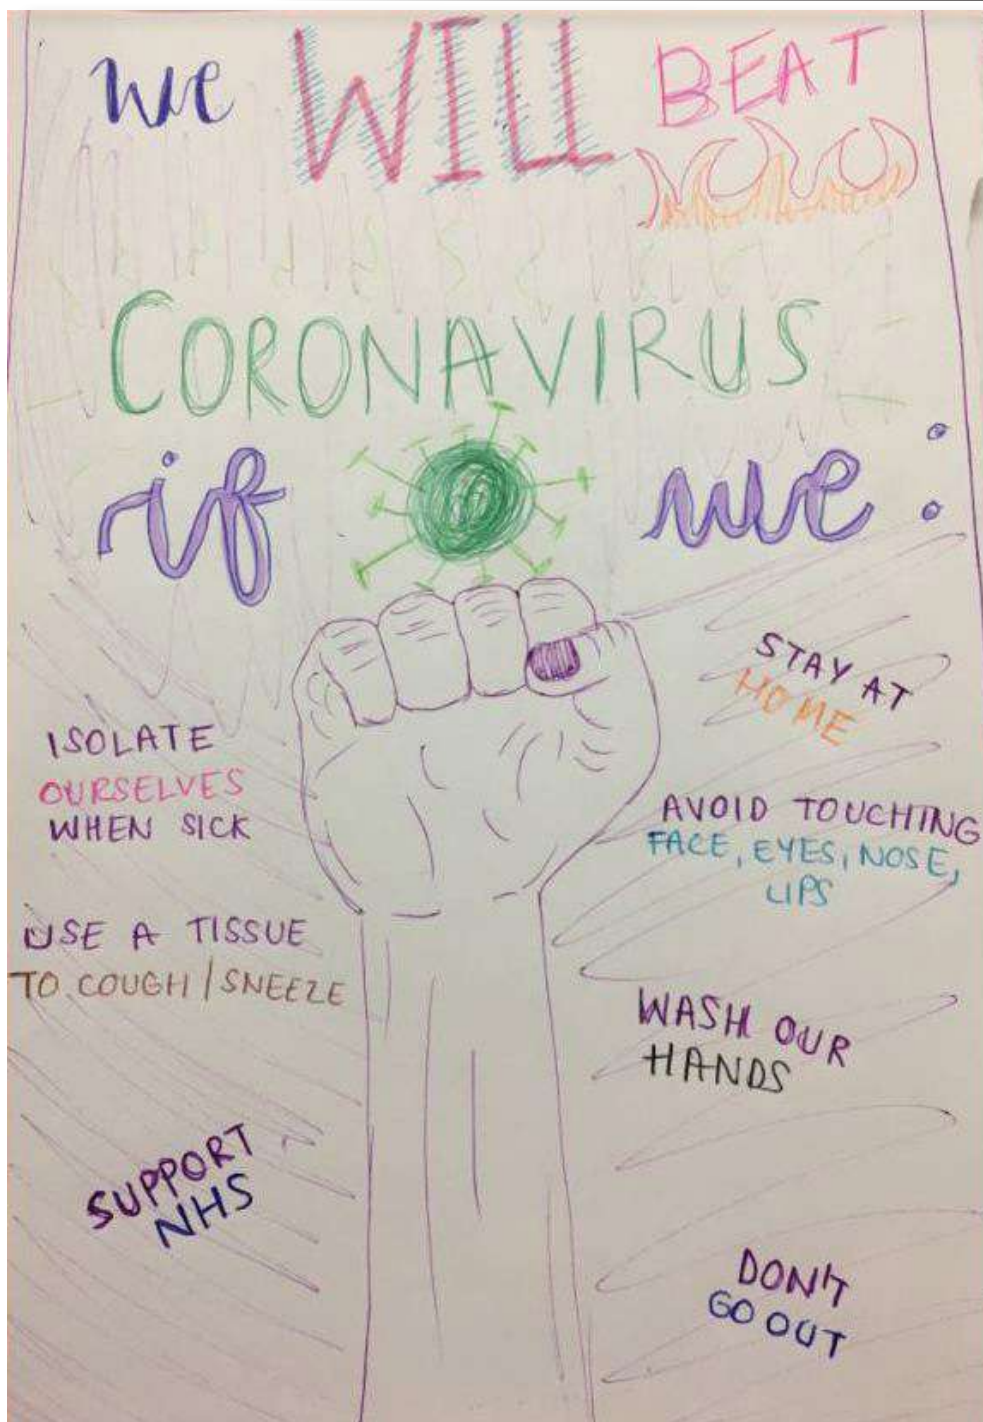 we WILL BEAT
CORONAVIRUS
if we:
STAY AT
HOME
ISOLATE
OURSELVES
WHEN SICK
AVOID TOUCHING
FACE, EYES, NOSE,
LIPS
USE A TISSUE
TO COUGH / SNEEZE
WASH OUR
HANDS
SUPPORT
NHS
DON'T
GO OUT